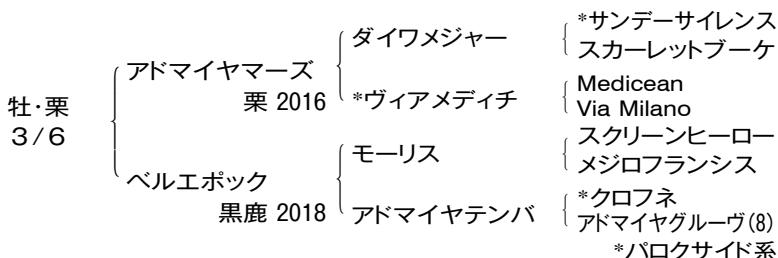 牡・栗
3/6
アドマイヤマーズ
栗 2016
ベルエポック
黒鹿 2018
ダイワメジャー
*ヴィアメディチ
モーリス
アドマイヤテンバ
*サンデーサイレンス
スカーレットブーケ
Medicean
Via Milano
スクリーンヒーロー
メジロフランシス
*クロフネ
アドマイヤグルーヴ(8)
*パロクサイド系